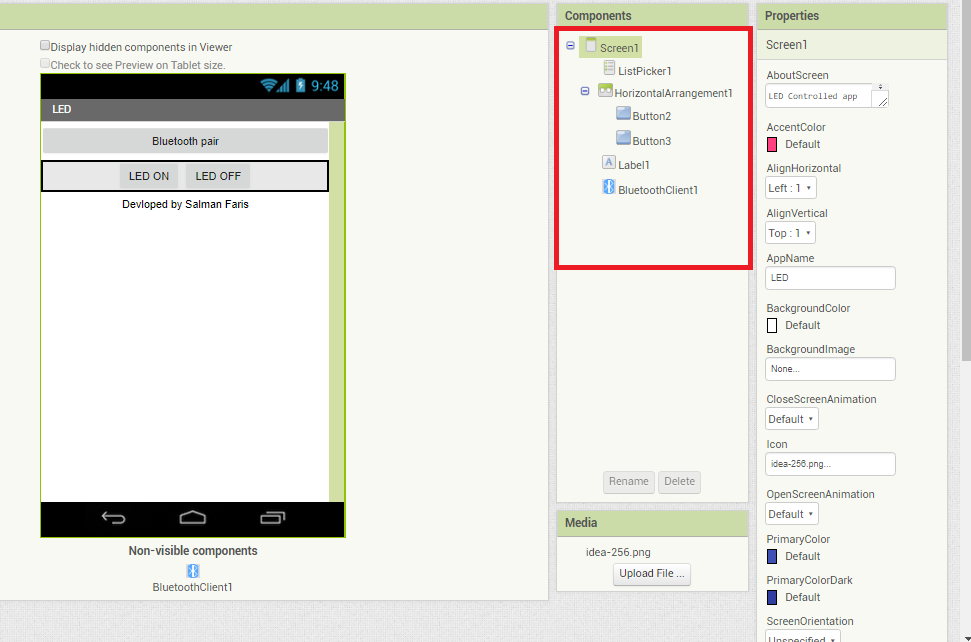 Components
Properties
Display hidden components in Viewer
Check to see Preview on Tablet size.
9:48
LED
Bluetooth pair
LED ON
LED OFF
Devloped by Salman Faris
Non-visible components
BluetoothClient1
Screen1
ListPicker1
HorizontalArrangement1
Button2
Button3
A
Label1
BluetoothClient1
Rename
Delete
Media
idea-256.png
Upload File ...
Screen1
AboutScreen
LED Controlled app
AccentColor
Default
AlignHorizontal
Left : 1
AlignVertical
Top : 1
AppName
LED
BackgroundColor
Default
BackgroundImage
None...
CloseScreenAnimation
Default
Icon
idea-256.png...
OpenScreenAnimation
Default
PrimaryColor
Default
PrimaryColorDark
Default
ScreenOrientation
Unspecified